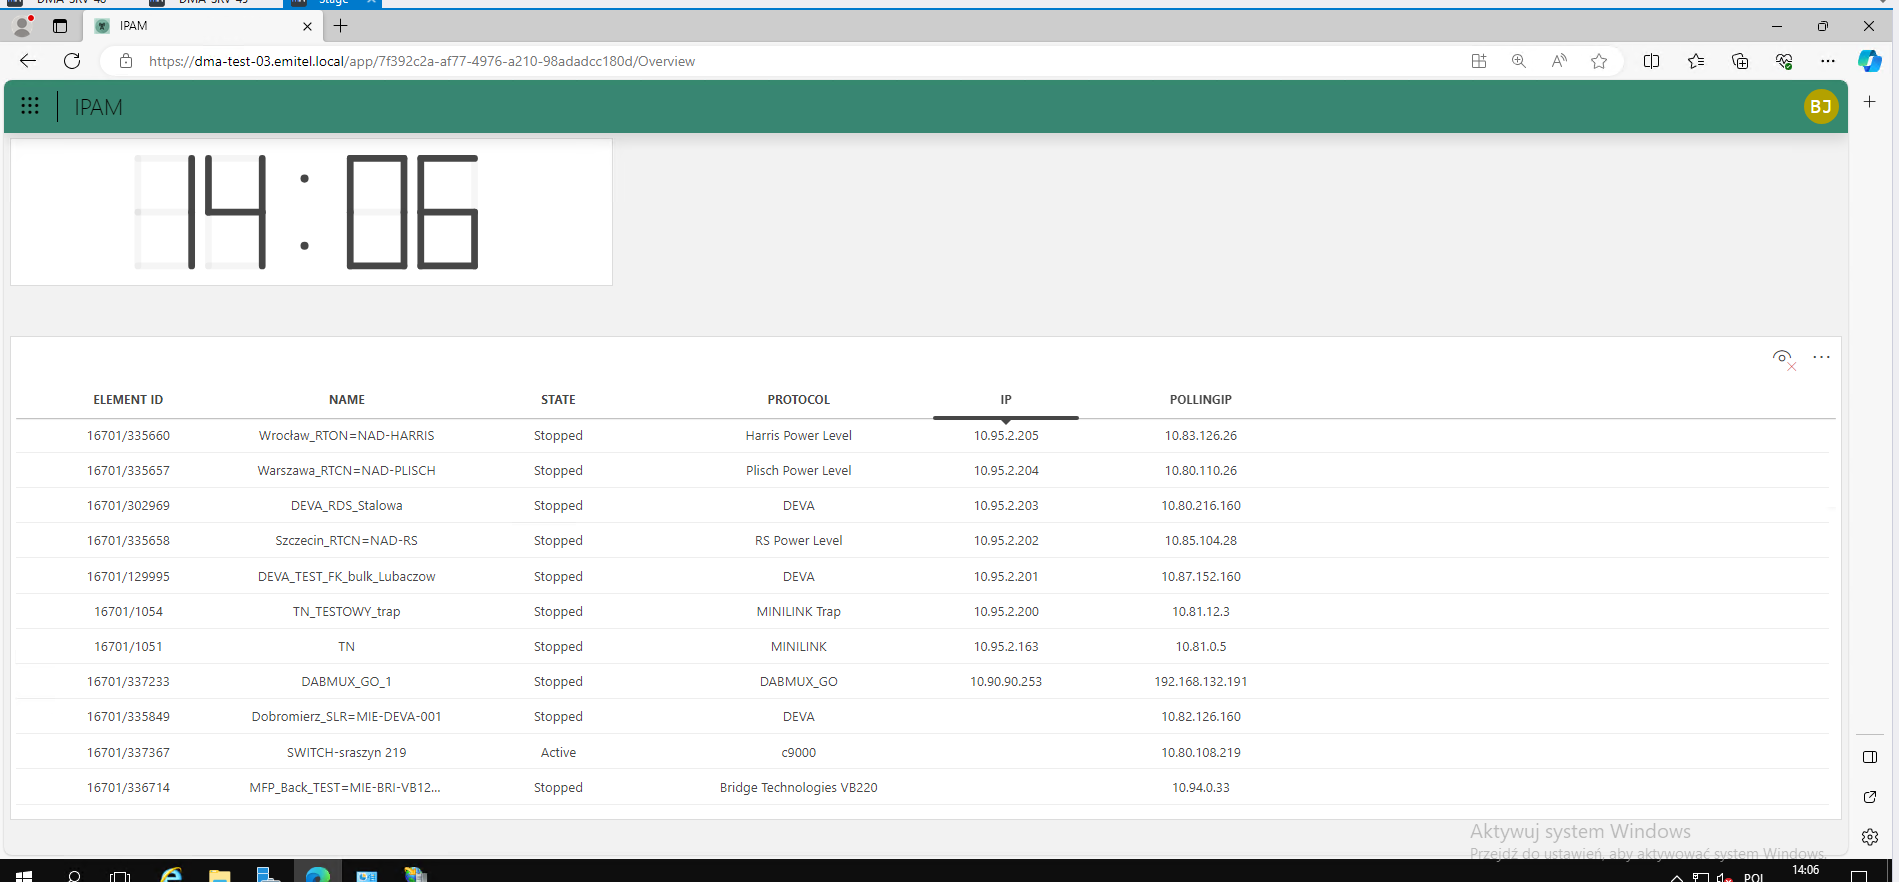 DMA-SRV-46 DMA-SRV-45 Stage
IPAM
https://dma-test-03.emitel.local/app/7f392c2a-af77-4976-a210-98adadcc180d/Overview
IPAM BJ
14:06
ELEMENT ID NAME STATE PROTOCOL IP POLLINGIP
16701/335660 Wrocław_RTON=NAD-HARRIS Stopped Harris Power Level 10.95.2.205 10.83.126.26
16701/335657 Warszawa_RTCN=NAD-PLISCH Stopped Plisch Power Level 10.95.2.204 10.80.110.26
16701/302969 DEVA_RDS_Stalowa Stopped DEVA 10.95.2.203 10.80.216.160
16701/335658 Szczecin_RTCN=NAD-RS Stopped RS Power Level 10.95.2.202 10.85.104.28
16701/129995 DEVA_TEST_FK_bulk_Lubaczow Stopped DEVA 10.95.2.201 10.87.152.160
16701/1054 TN_TESTOWY_trap Stopped MINILINK Trap 10.95.2.200 10.81.12.3
16701/1051 TN Stopped MINILINK 10.95.2.163 10.81.0.5
16701/337233 DABMUX_GO_1 Stopped DABMUX_GO 10.90.90.253 192.168.132.191
16701/335849 Dobromierz_SLR=MIE-DEVA-001 Stopped DEVA 10.82.126.160
16701/337367 SWITCH-sraszyn 219 Active c9000 10.80.108.219
16701/336714 MFP_Back_TEST=MIE-BRI-VB12... Stopped Bridge Technologies VB220 10.94.0.33
Aktywuj system Windows
Przejdź do ustawień, aby aktywować system Windows.
POL 14:06